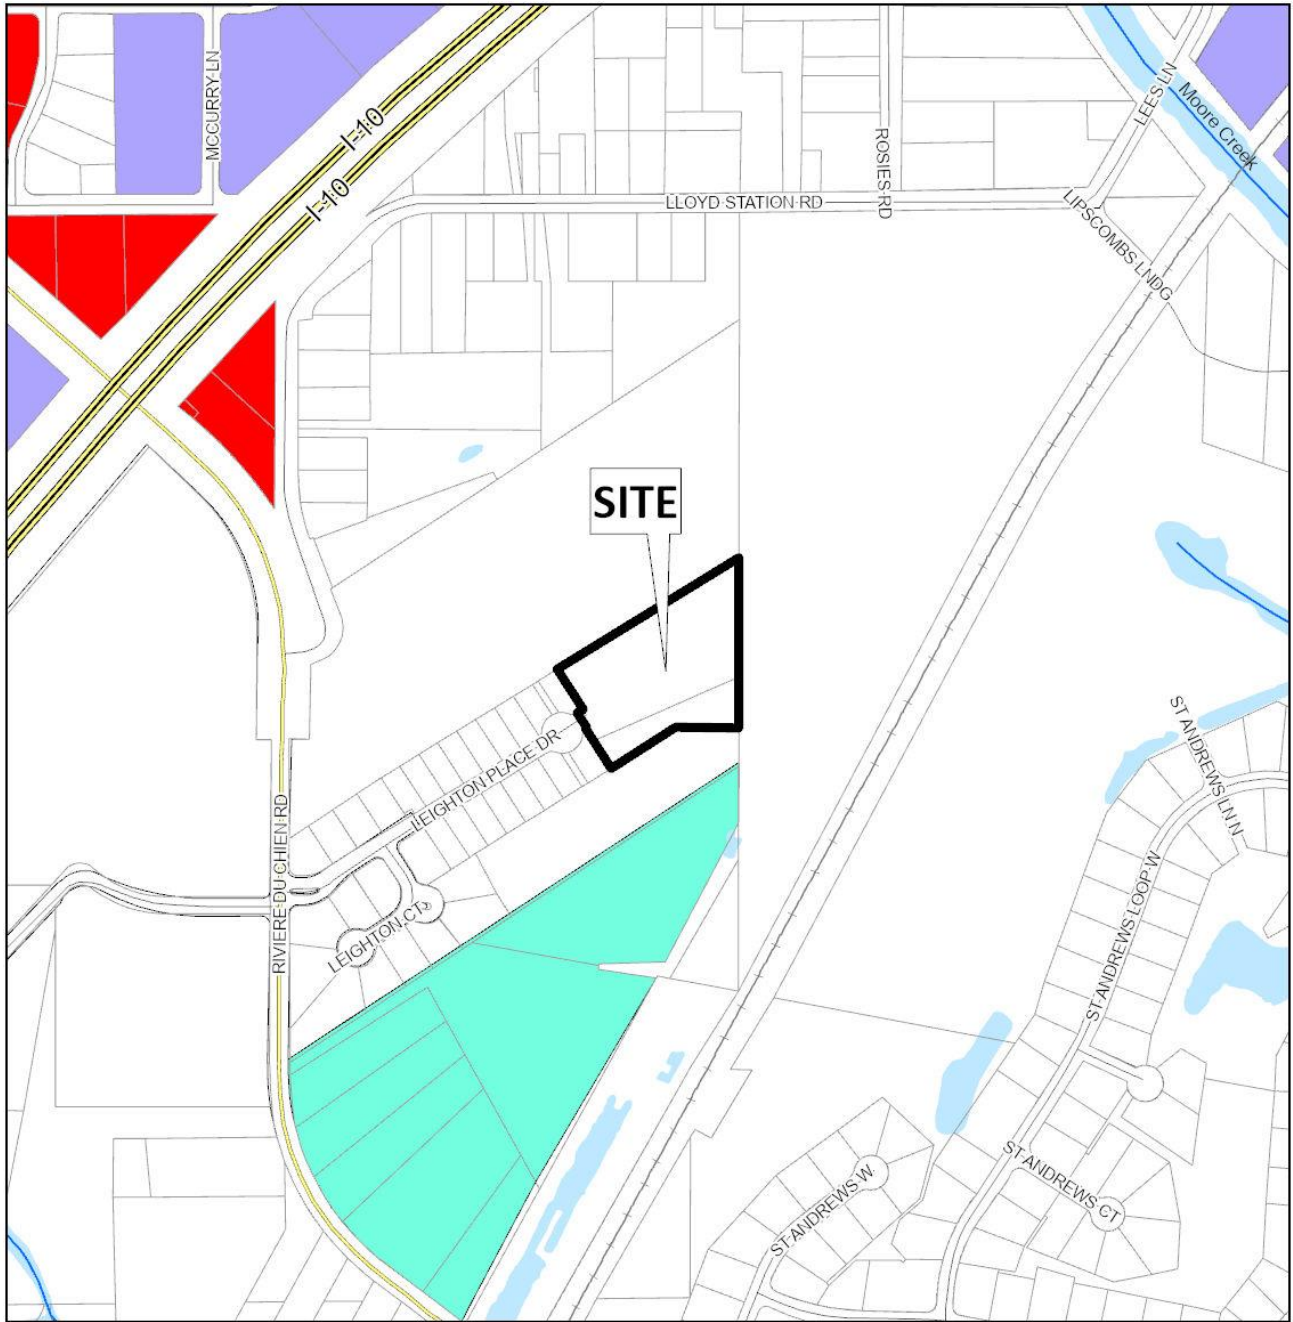 MCCURRY LN
I-10
I-10
LEES LN
Moore Creek
ROSIES RD
LLOYD STATION RD
LIPSCOMBS LNDG
SITE
LEIGHTON PLACE DR
RIVIERE DU CHIEN RD
LEIGHTON CT
ST ANDREWS LN N
ST ANDREWS LOOP W
ST ANDREWS CT
ST ANDREWS W